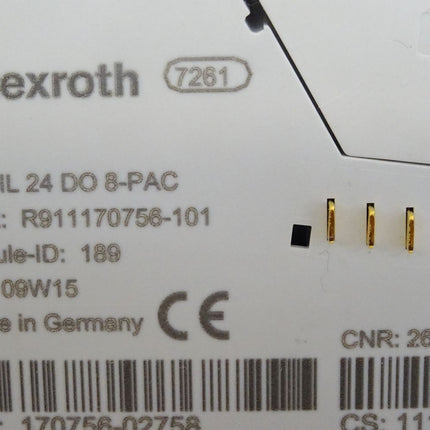 exroth 7261
IL 24 DO 8-PAC
: R911170756-101
ule-ID: 189
09W15
e in Germany CE
CNR: 26
170756-02758
CS: 11